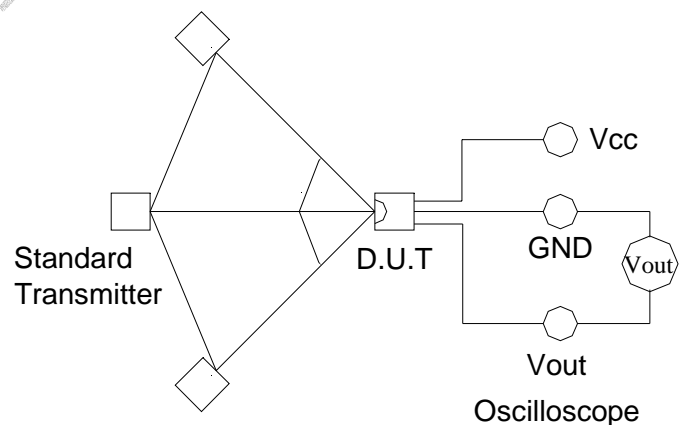 Vcc
GND
Vout
D.U.T
Standard
Transmitter
Vout
Oscilloscope